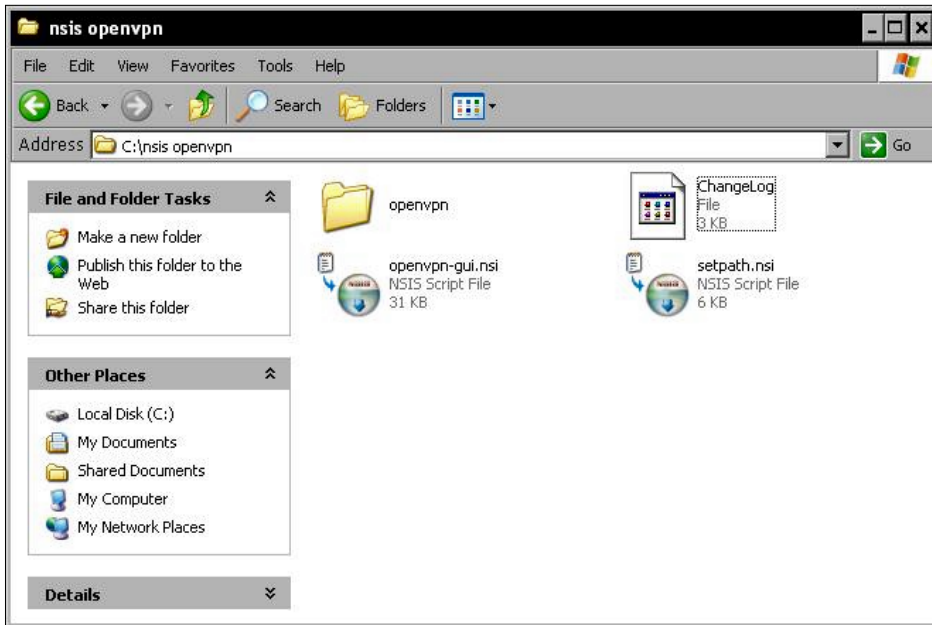 nsis openvpn
File Edit View Favorites Tools Help
Back Search Folders
Address C:\nsis openvpn Go
File and Folder Tasks
Make a new folder
Publish this folder to the
Web
Share this folder
Other Places
Local Disk (C:)
My Documents
Shared Documents
My Computer
My Network Places
Details
openvpn
ChangeLog
File
3 KB
openvpn-gui.nsi
NSIS Script File
31 KB
setpath.nsi
NSIS Script File
6 KB